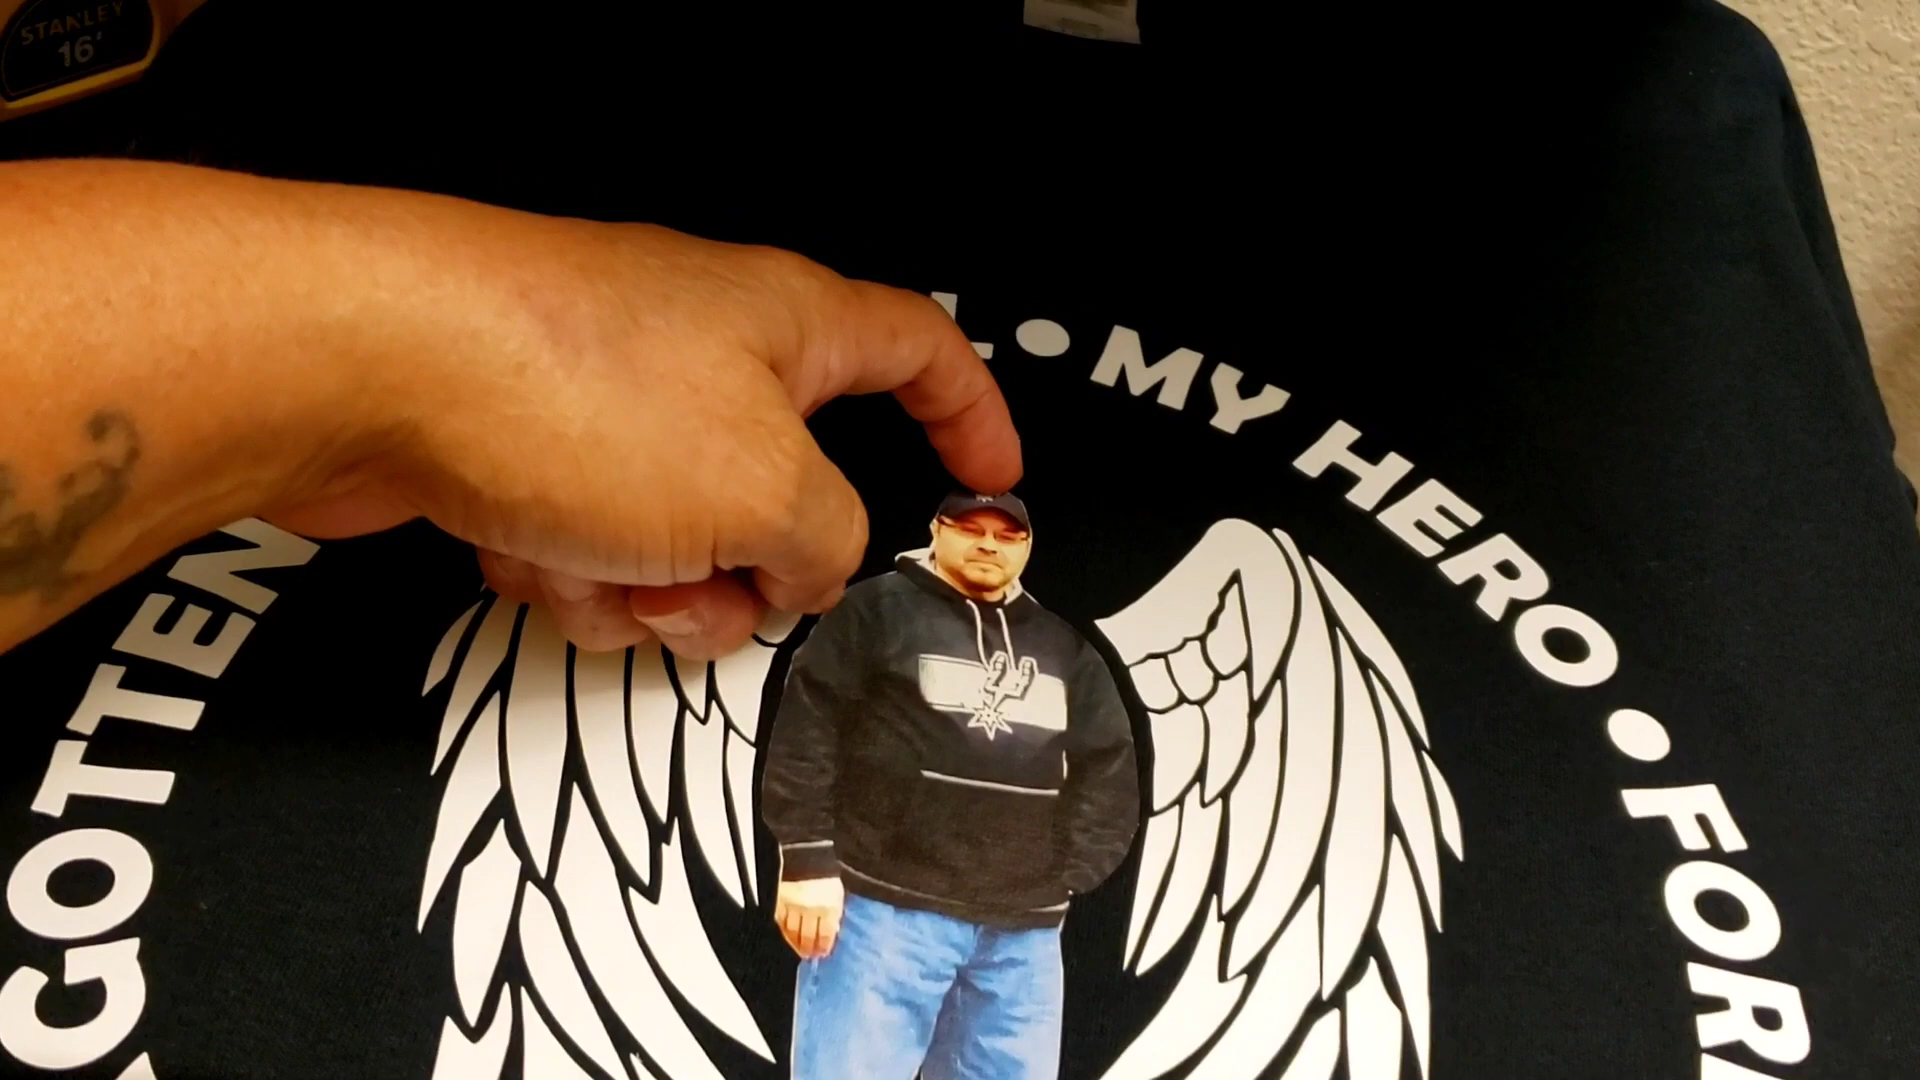 STANLEY
16'
GOTTEN L • MY HERO • FOR